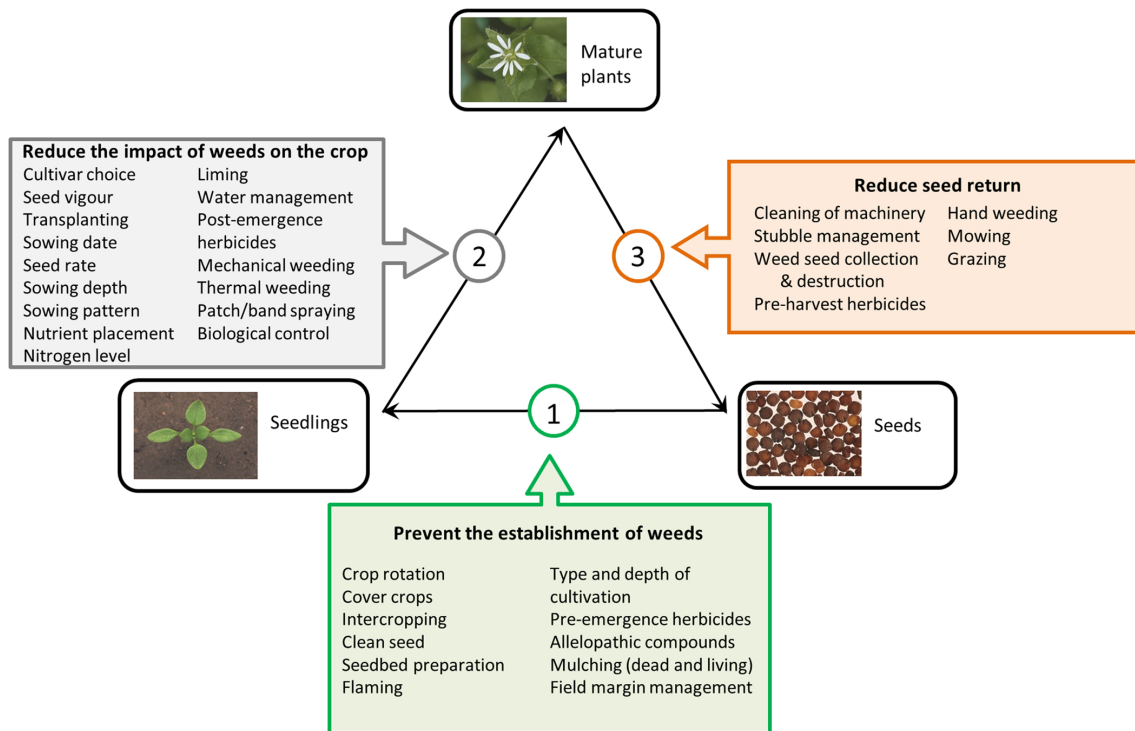 Mature
plants
Reduce the impact of weeds on the crop
Cultivar choice
Seed vigour
Transplanting
Sowing date
Seed rate
Sowing depth
Sowing pattern
Nutrient placement
Nitrogen level
Liming
Water management
Post-emergence
herbicides
Mechanical weeding
Thermal weeding
Patch/band spraying
Biological control
2
3
Reduce seed return
Cleaning of machinery
Stubble management
Weed seed collection
& destruction
Pre-harvest herbicides
Hand weeding
Mowing
Grazing
Seedlings
1
Seeds
Prevent the establishment of weeds
Crop rotation
Cover crops
Intercropping
Clean seed
Seedbed preparation
Flaming
Type and depth of
cultivation
Pre-emergence herbicides
Allelopathic compounds
Mulching (dead and living)
Field margin management